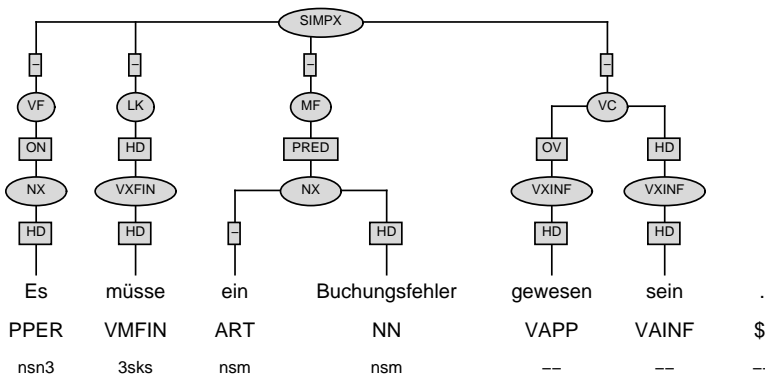 SIMPX
– – – –
VF LK MF VC
ON HD PRED OV HD
NX VXFIN NX VXINF VXINF
HD HD – HD HD HD
Es müsse ein Buchungsfehler gewesen sein .
PPER VMFIN ART NN VAPP VAINF $
nsn3 3sks nsm nsm –– –– –